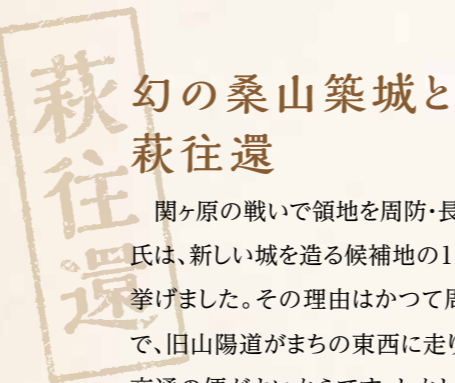 萩往還
幻の桑山築城と
萩往還
関ヶ原の戦いで領地を周防・長
氏は、新しい城を造る候補地の1
挙げました。その理由はかつて周
で、旧山陽道がまちの東西に走り